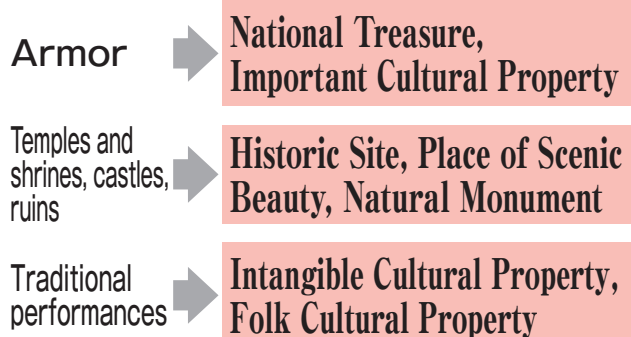 Armor
National Treasure,
Important Cultural Property
Temples and
shrines, castles,
ruins
Historic Site, Place of Scenic
Beauty, Natural Monument
Traditional
performances
Intangible Cultural Property,
Folk Cultural Property